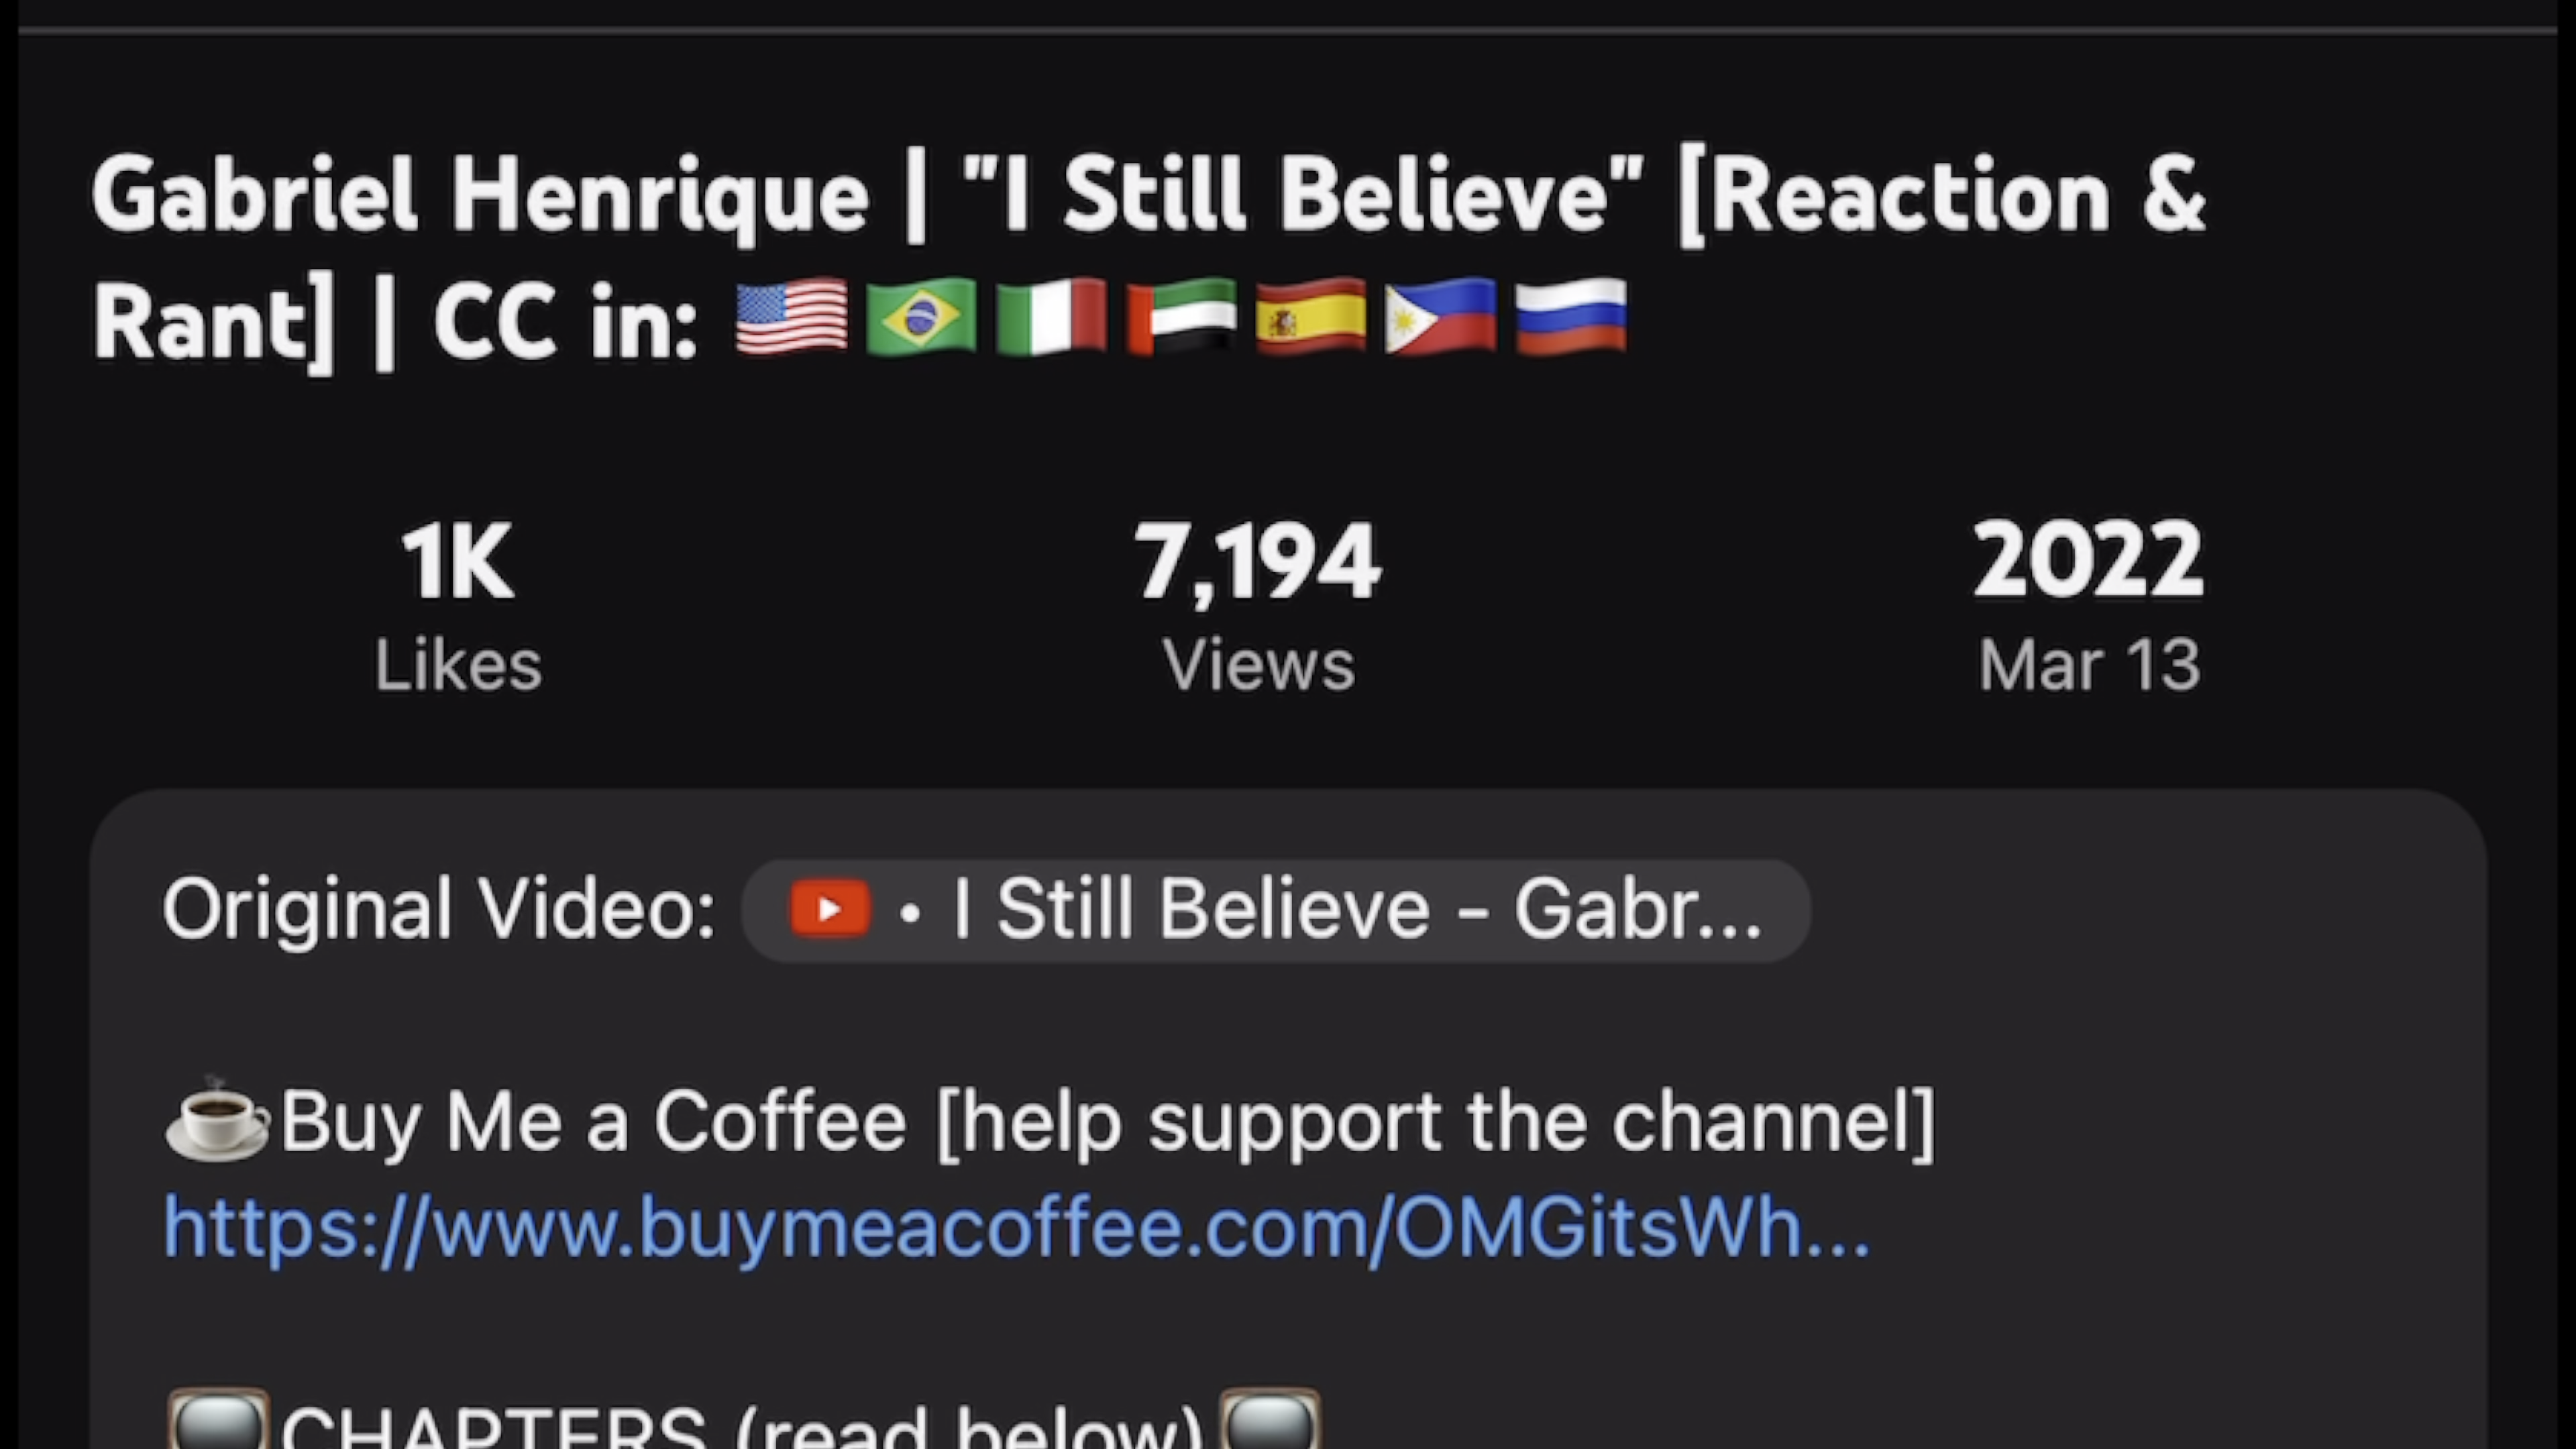 Gabriel Henrique | "I Still Believe" [Reaction &
Rant] | CC in: 🇺🇸🇧🇷🇮🇹🇦🇪🇪🇸🇵🇭🇷🇺
1K
Likes
7,194
Views
2022
Mar 13
Original Video: • I Still Believe - Gabr...
☕Buy Me a Coffee [help support the channel]
https://www.buymeacoffee.com/OMGitsWh...
📺CHAPTERS (read below)📺